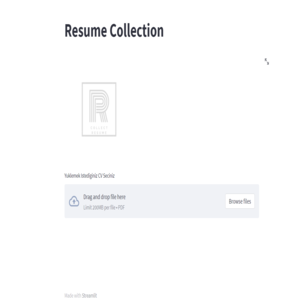 Resume Collection
R
Yüklemek istediğiniz CV Seciniz
Drag and drop file here
Limit 200MB per file • PDF
Browse files
Made with Streamlit